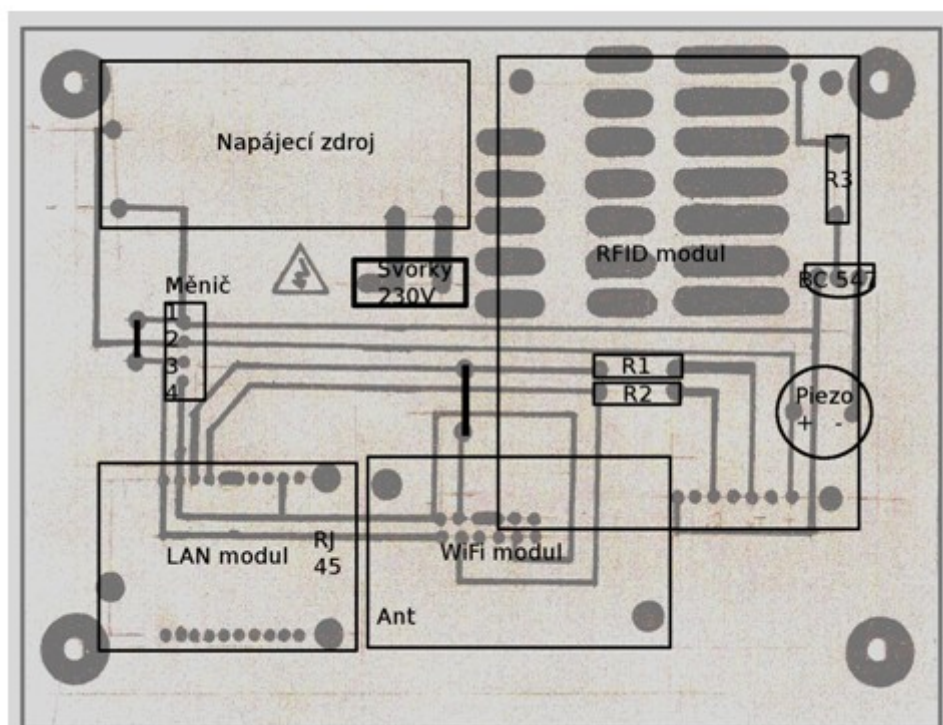 Napájecí zdroj
R3
RFID modul
Svorky
230V
BC 547
Měnič
1
2
3
4
R1
R2
Piezo
+ -
LAN modul
RJ
45
WiFi modul
Ant